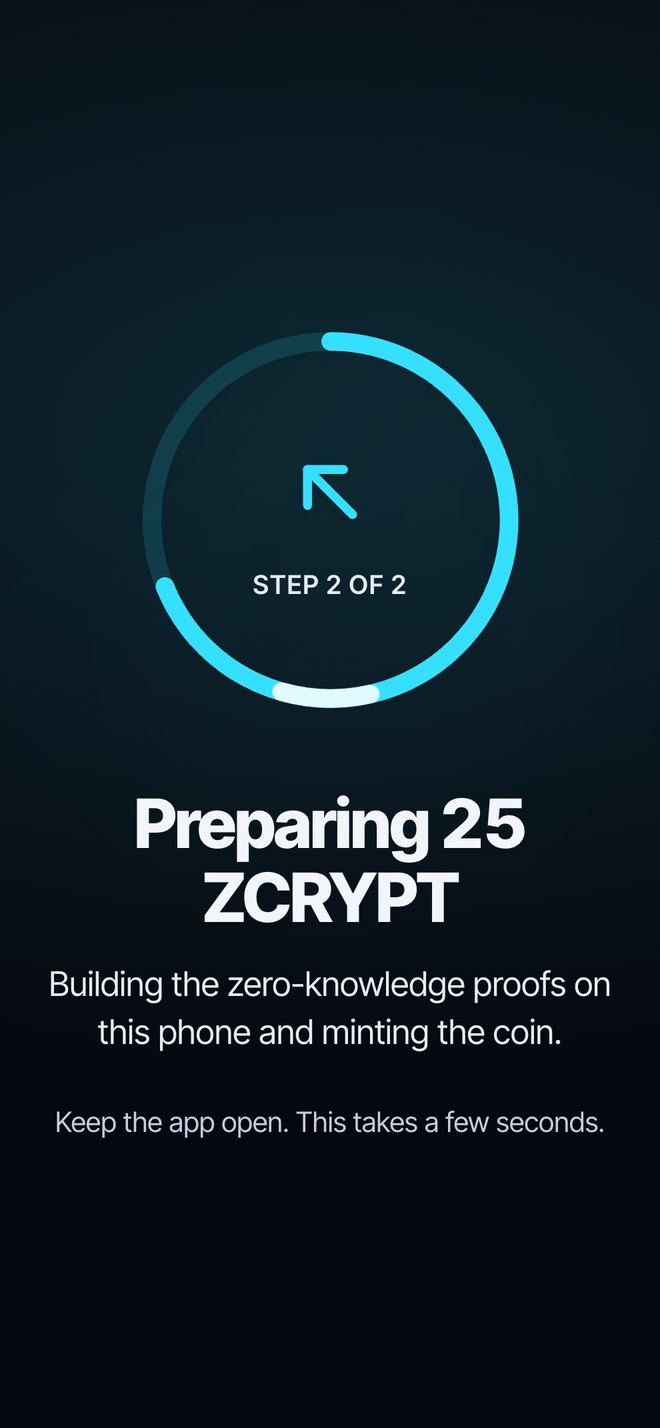 STEP 2 OF 2
Preparing 25
ZCRYPT
Building the zero-knowledge proofs on
this phone and minting the coin.
Keep the app open. This takes a few seconds.